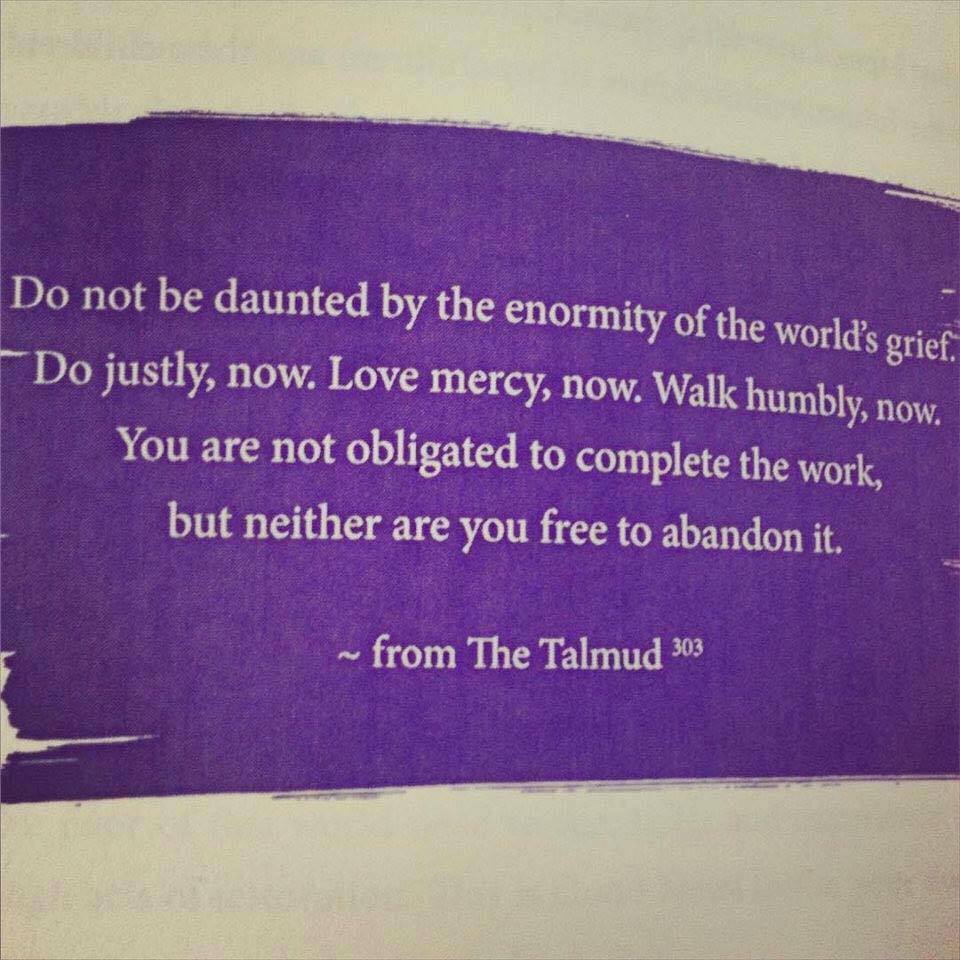 Do not be daunted by the enormity of the world's grief.
Do justly, now. Love mercy, now. Walk humbly, now.
You are not obligated to complete the work,
but neither are you free to abandon it.
~ from The Talmud 303